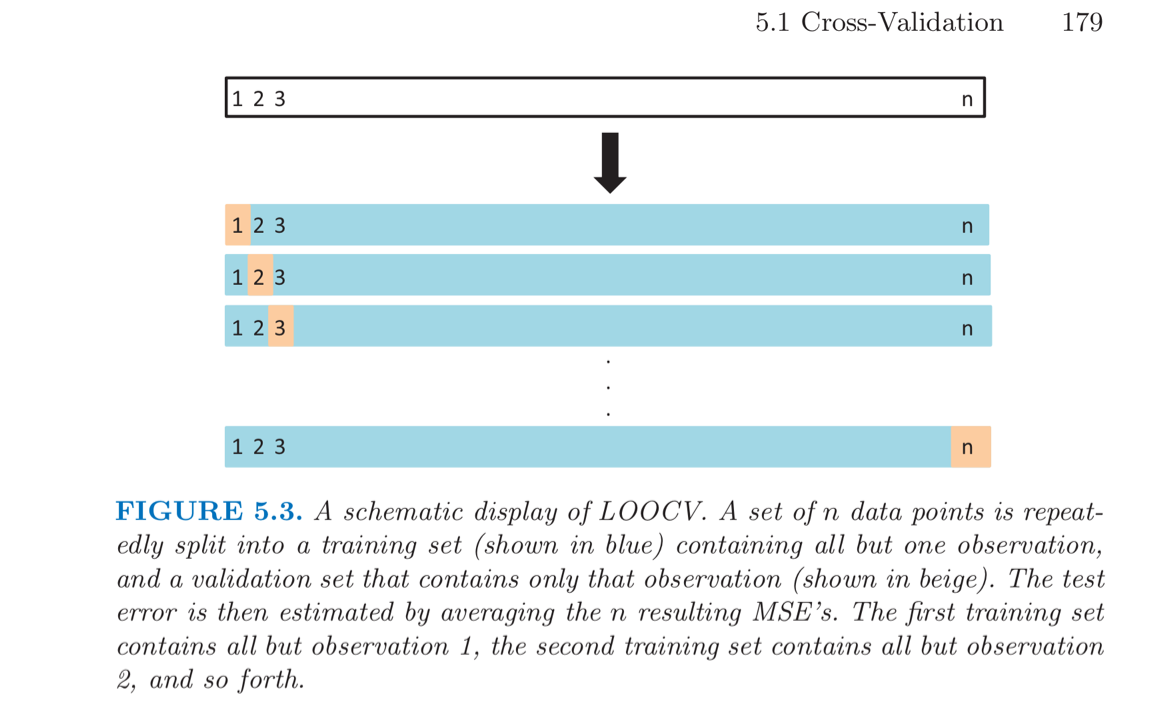 5.1 Cross-Validation 179
1 2 3 n
1 2 3 n
1 2 3 n
1 2 3 n
.
.
.
1 2 3 n
FIGURE 5.3. A schematic display of LOOCV. A set of n data points is repeat-
edly split into a training set (shown in blue) containing all but one observation,
and a validation set that contains only that observation (shown in beige). The test
error is then estimated by averaging the n resulting MSE's. The first training set
contains all but observation 1, the second training set contains all but observation
2, and so forth.